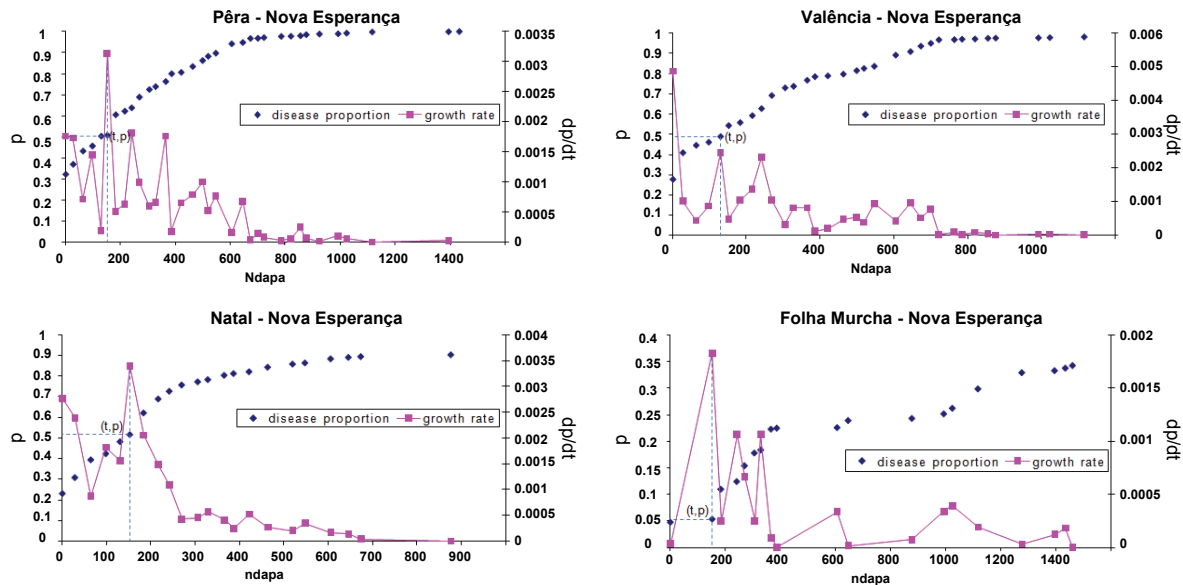 Pêra - Nova Esperança
1
0.9
0.8
0.7
0.6
0.5
0.4
0.3
0.2
0.1
0
p
0.0035
0.003
0.0025
0.002
0.0015
0.001
0.0005
0
dp/dt
disease proportion growth rate
(t,p)
0 200 400 600 800 1000 1200 1400
Ndapa
Valência - Nova Esperança
1
0.9
0.8
0.7
0.6
0.5
0.4
0.3
0.2
0.1
0
p
0.006
0.005
0.004
0.003
0.002
0.001
0
dp/dt
disease proportion growth rate
(t,p)
0 200 400 600 800 1000
Ndapa
Natal - Nova Esperança
1
0.9
0.8
0.7
0.6
0.5
0.4
0.3
0.2
0.1
0
p
0.004
0.0035
0.003
0.0025
0.002
0.0015
0.001
0.0005
0
dp/dt
disease proportion growth rate
(t,p)
0 100 200 300 400 500 600 700 900
ndapa
Folha Murcha - Nova Esperança
0.4
0.35
0.3
0.25
0.2
0.15
0.1
0.05
0
p
0.002
0.0015
0.001
0.0005
0
dp/dt
disease proportion growth rate
(t,p)
0 200 400 600 800 1000 1200 1400
ndapa